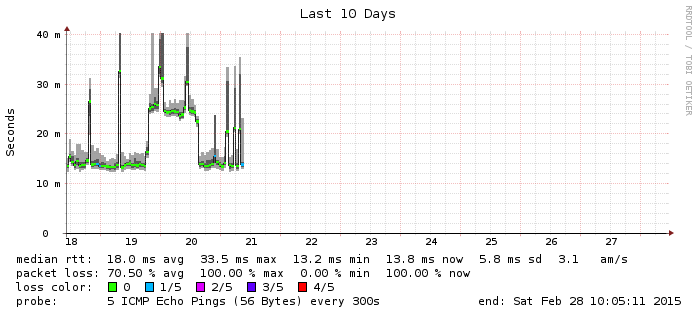 Last 10 Days
RRDTOOL / TOBI OETIKER
Seconds
40 m
30 m
20 m
10 m
0
18 19 20 21 22 23 24 25 26 27
median rtt: 18.0 ms avg 33.5 ms max 13.2 ms min 13.8 ms now 5.8 ms sd 3.1 am/s
packet loss: 70.50 % avg 100.00 % max 0.00 % min 100.00 % now
loss color: 0 1/5 2/5 3/5 4/5
probe: 5 ICMP Echo Pings (56 Bytes) every 300s end: Sat Feb 28 10:05:11 2015